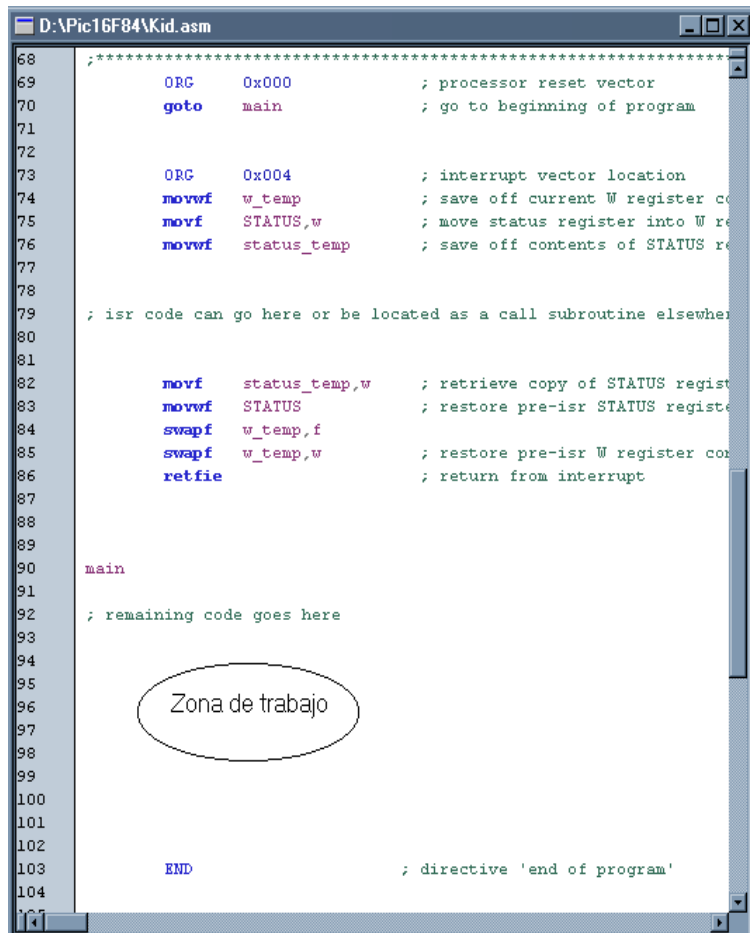 D:\Pic16F84\Kid.asm
68 ;**********************************************************************
69 ORG 0x000 ; processor reset vector
70 goto main ; go to beginning of program
71
72
73 ORG 0x004 ; interrupt vector location
74 movwf w_temp ; save off current W register co
75 movf STATUS,w ; move status register into W re
76 movwf status_temp ; save off contents of STATUS re
77
78
79 ; isr code can go here or be located as a call subroutine elsewher
80
81
82 movf status_temp,w ; retrieve copy of STATUS regist
83 movwf STATUS ; restore pre-isr STATUS registe
84 swapf w_temp,f
85 swapf w_temp,w ; restore pre-isr W register con
86 retfie ; return from interrupt
87
88
89
90 main
91
92 ; remaining code goes here
93
94
95
96 Zona de trabajo
97
98
99
100
101
102
103 END ; directive 'end of program'
104